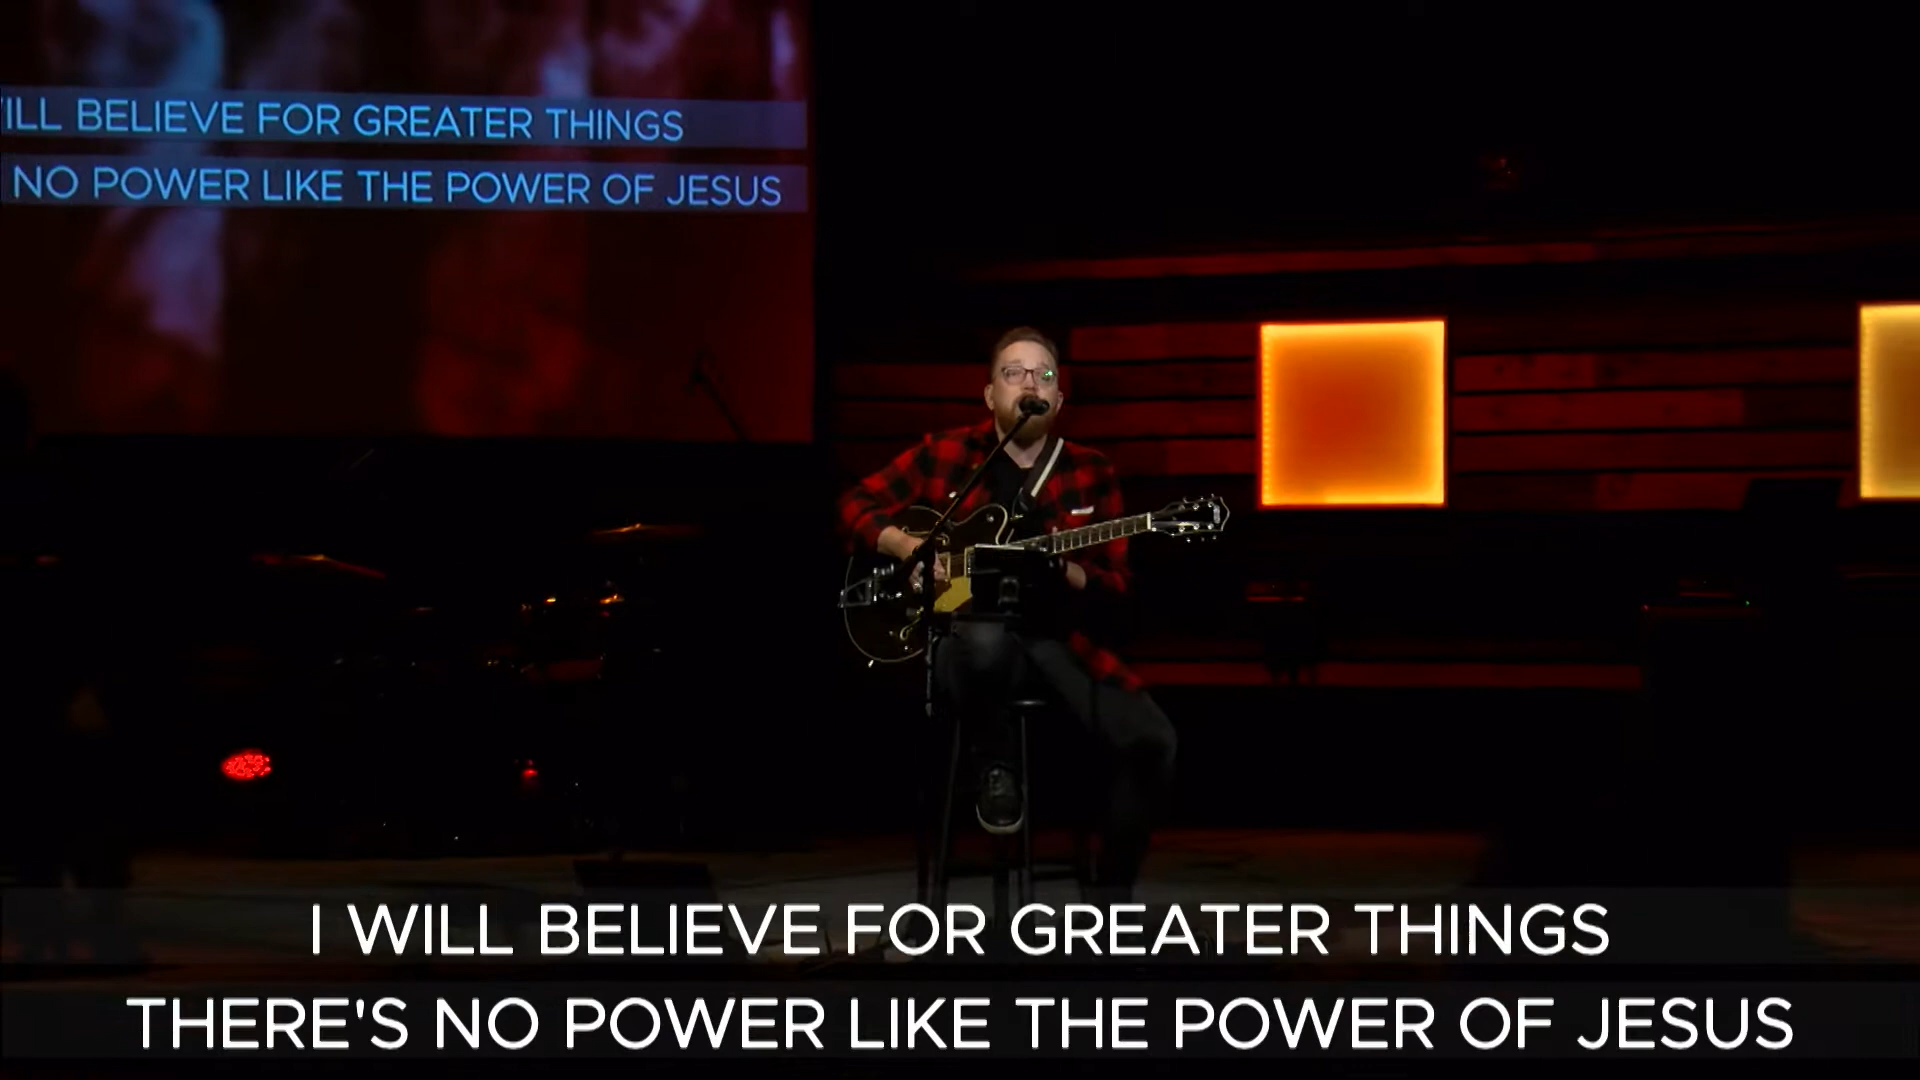 ILL BELIEVE FOR GREATER THINGS
NO POWER LIKE THE POWER OF JESUS
I WILL BELIEVE FOR GREATER THINGS
THERE'S NO POWER LIKE THE POWER OF JESUS